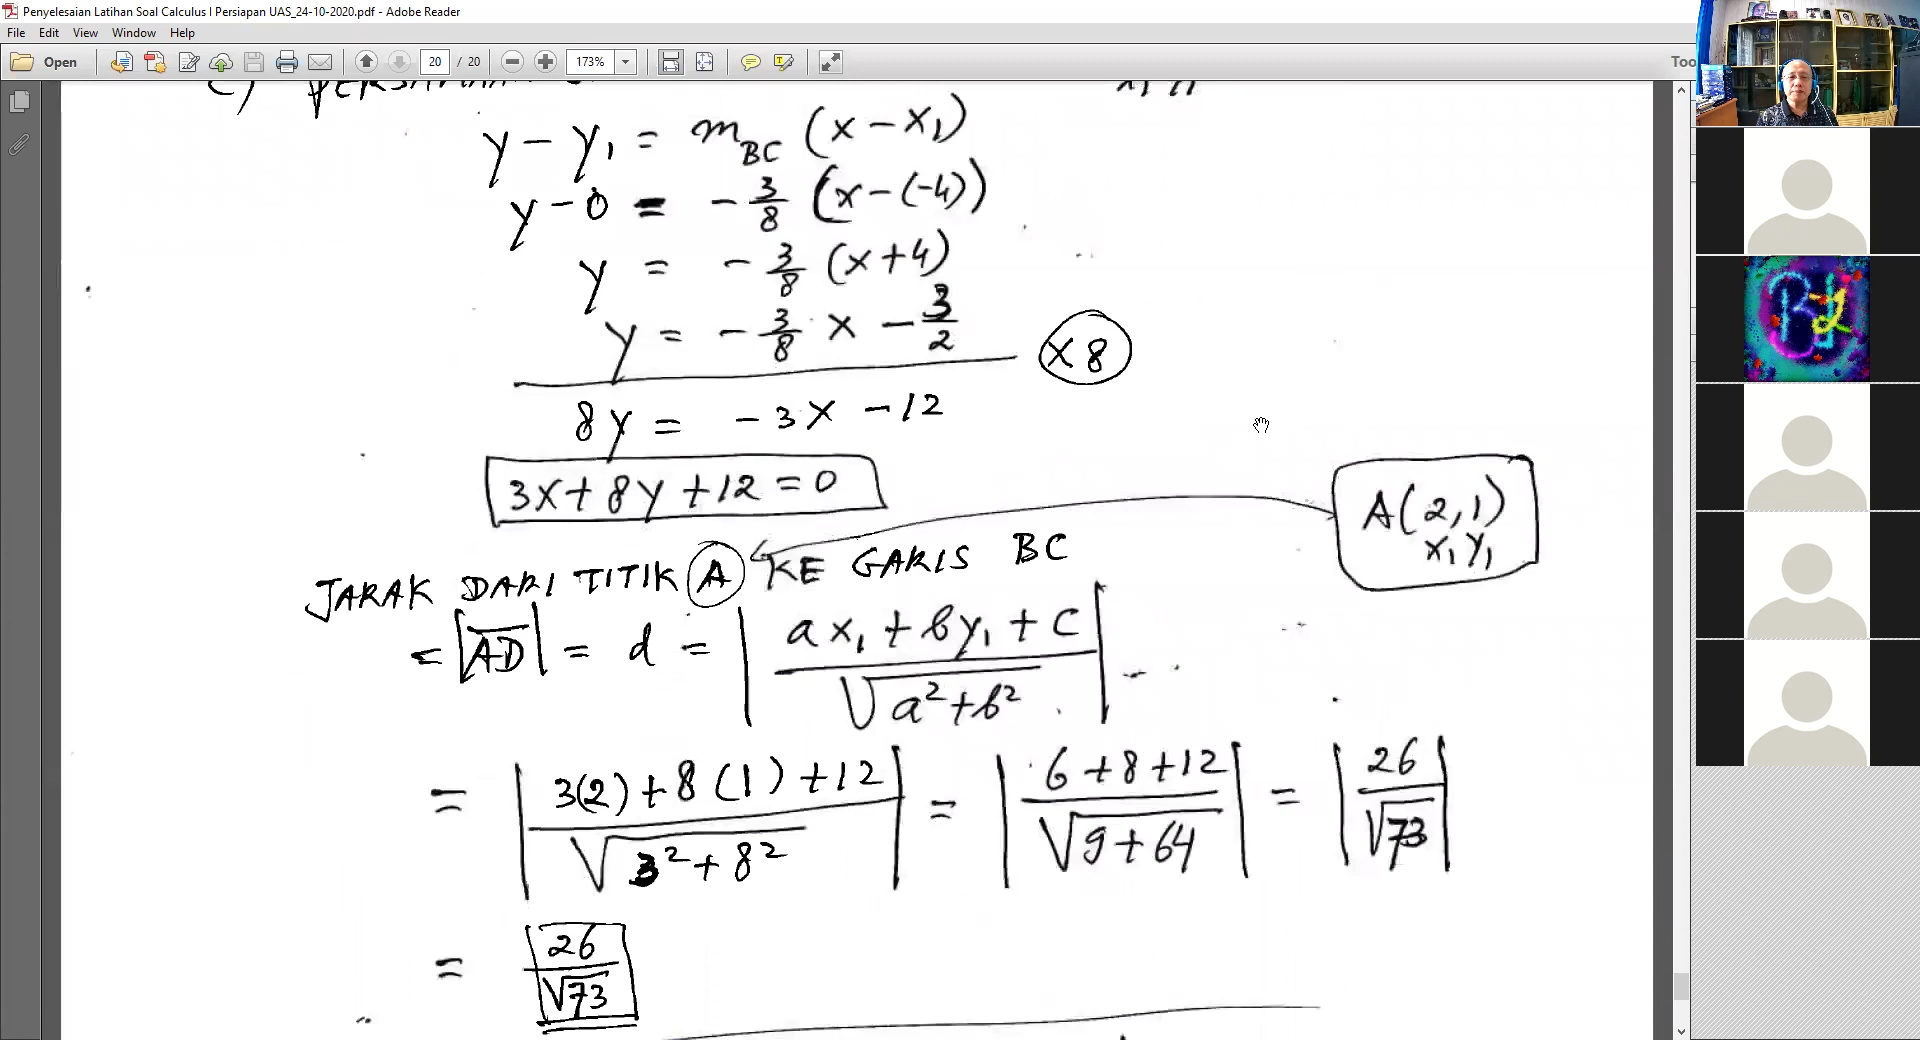 Penyelesaian Latihan Soal Calculus I Persiapan UAS_24-10-2020.pdf - Adobe Reader
File Edit View Window Help
Open 20 / 20 173% Too
y - y₁ = m_BC (x - x₁)
y - 0 = - 3/8 (x - (-4))
y = - 3/8 (x + 4)
y = - 3/8 x - 3/2
x 8
8y = - 3x - 12
3x + 8y + 12 = 0
A(2, 1)
x₁ y₁
JARAK DARI TITIK A KE GARIS BC
= |AD| = d = | (ax₁ + by₁ + c) / √(a² + b²) |
= | (3(2) + 8(1) + 12) / √(3² + 8²) | = | (6 + 8 + 12) / √(9 + 64) | = | 26 / √73 |
= 26 / √73